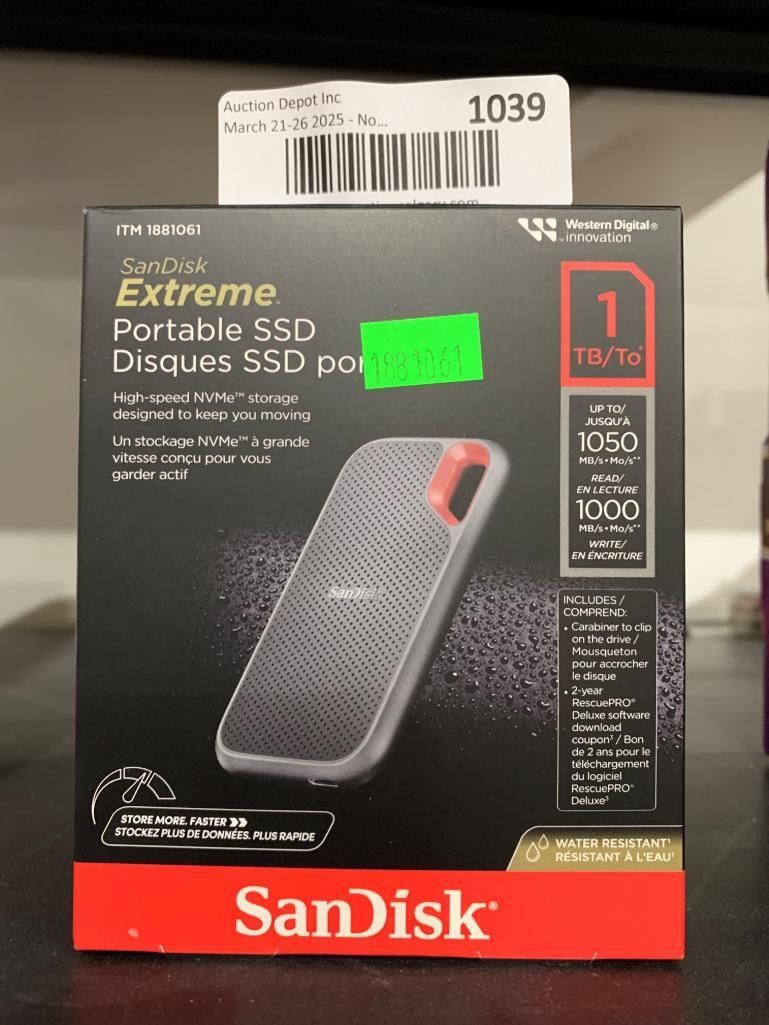 Auction Depot Inc
March 21-26 2025 - No...
1039
ITM 1881061
Western Digital®
innovation
SanDisk
Extreme
Portable SSD
Disques SSD por
1881061
High-speed NVMe™ storage
designed to keep you moving
Un stockage NVMe™ à grande
vitesse conçu pour vous
garder actif
1
TB/To*
UP TO/
JUSQU'À
1050
MB/s•Mo/s**
READ/
EN LECTURE
1000
MB/s•Mo/s**
WRITE/
EN ÉNCRITURE
SanDisk
INCLUDES /
COMPREND:
• Carabiner to clip
on the drive /
Mousqueton
pour accrocher
le disque
• 2-year
RescuePRO®
Deluxe software
download
coupon³ / Bon
de 2 ans pour le
téléchargement
du logiciel
RescuePRO®
Deluxe³
STORE MORE. FASTER
STOCKEZ PLUS DE DONNÉES. PLUS RAPIDE
WATER RESISTANT¹
RÉSISTANT À L'EAU¹
SanDisk®